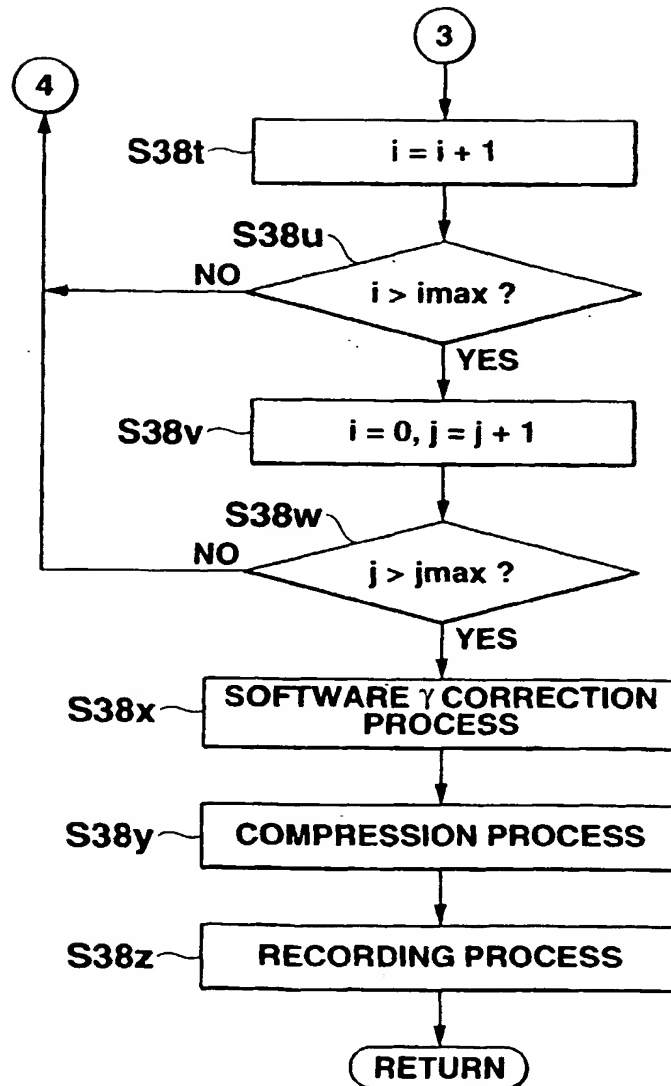 3
4
S38t
i = i + 1
S38u
NO
i > imax ?
YES
S38v
i = 0, j = j + 1
S38w
NO
j > jmax ?
YES
S38x
SOFTWARE γ CORRECTION
PROCESS
S38y
COMPRESSION PROCESS
S38z
RECORDING PROCESS
RETURN